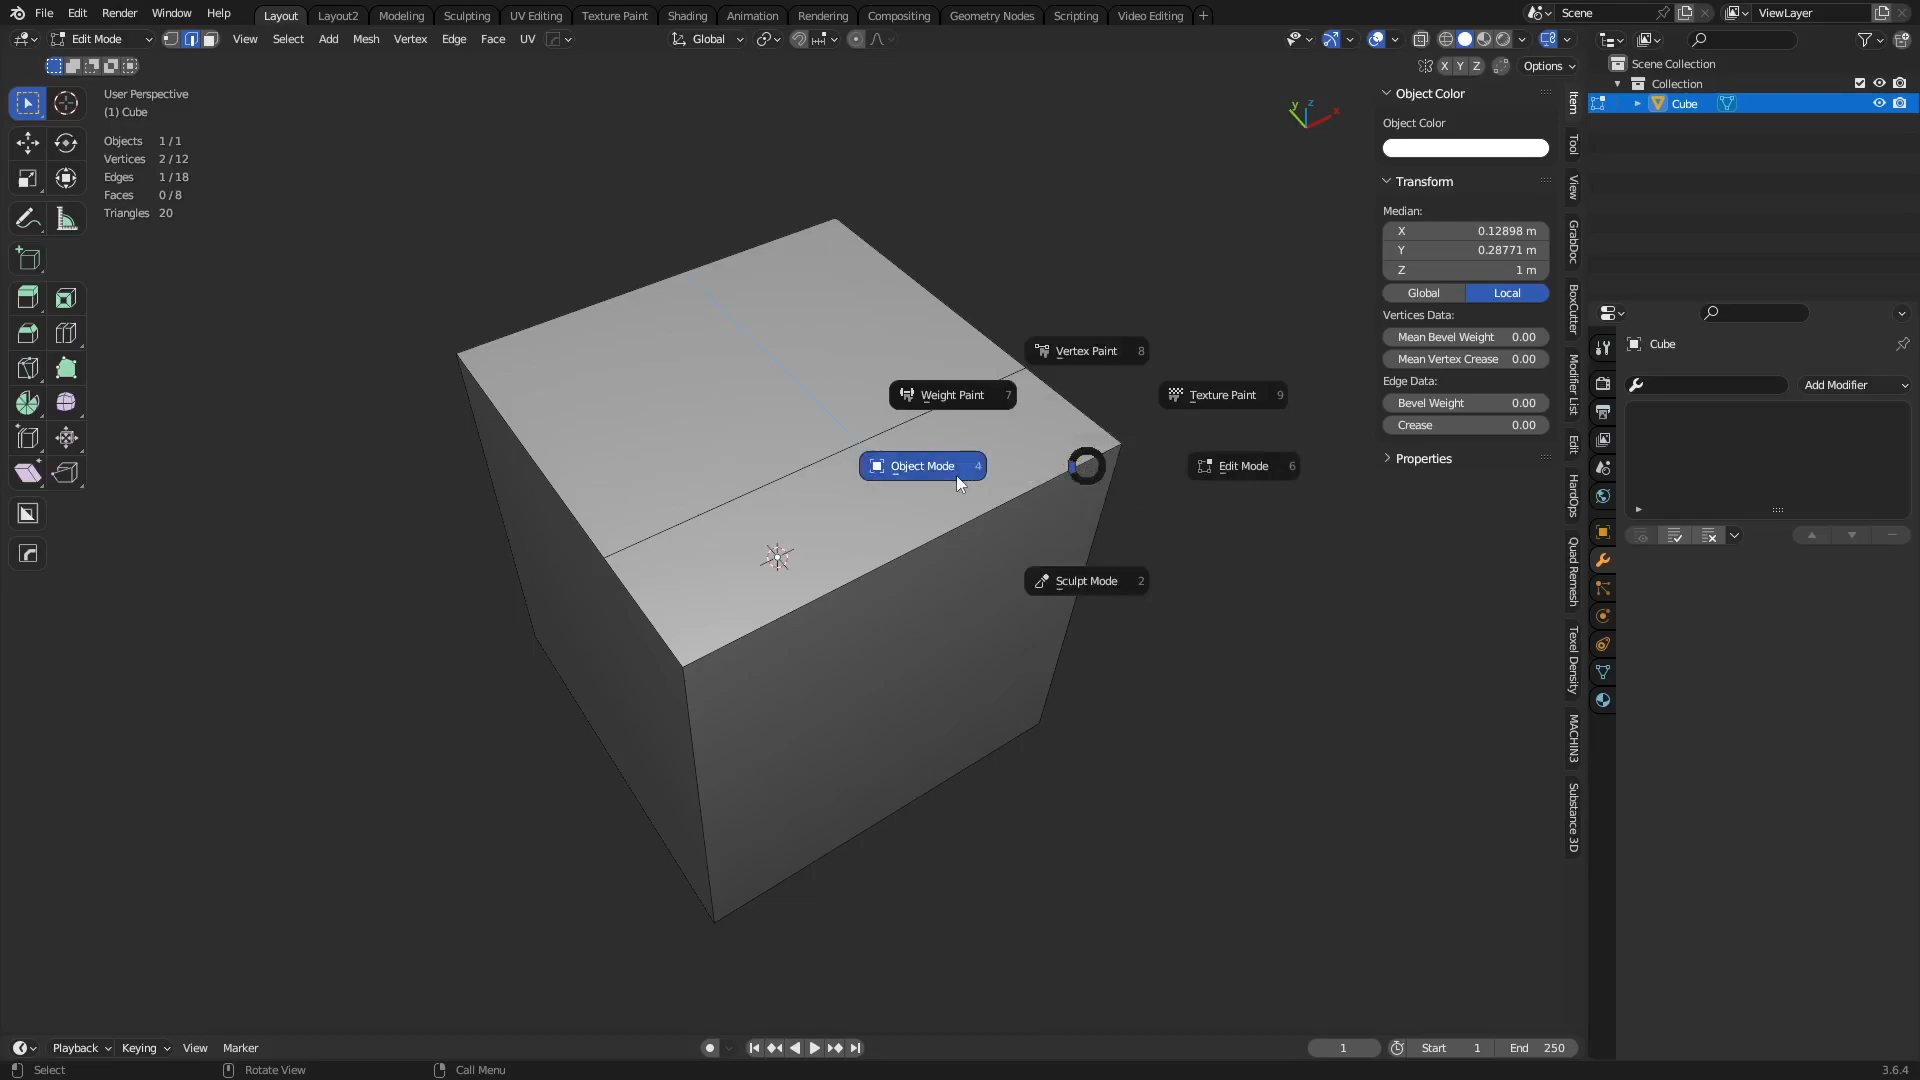 File Edit Render Window Help Layout Layout2 Modeling Sculpting UV Editing Texture Paint Shading Animation Rendering Compositing Geometry Nodes Scripting Video Editing + Scene ViewLayer
Edit Mode View Select Add Mesh Vertex Edge Face UV Global
X Y Z Options
User Perspective
(1) Cube
Objects 1/1
Vertices 2/12
Edges 1/18
Faces 0/8
Triangles 20
y z x
Vertex Paint 8
Weight Paint 7
Texture Paint 9
Object Mode 4
Edit Mode 6
Sculpt Mode 2
Object Color
Object Color
Transform
Median:
X 0.12898 m
Y 0.28771 m
Z 1 m
Global Local
Vertices Data:
Mean Bevel Weight 0.00
Mean Vertex Crease 0.00
Edge Data:
Bevel Weight 0.00
Crease 0.00
Properties
Item
Tool
View
GrabDoc
BoxCutter
Modifier List
Edit
HardOps
Quad Remesh
Texel Density
MACHIN3
Substance 3D
Scene Collection
Collection
Cube
Cube
Add Modifier
Playback Keying View Marker 1 Start 1 End 250
Select Rotate View Call Menu 3.6.4